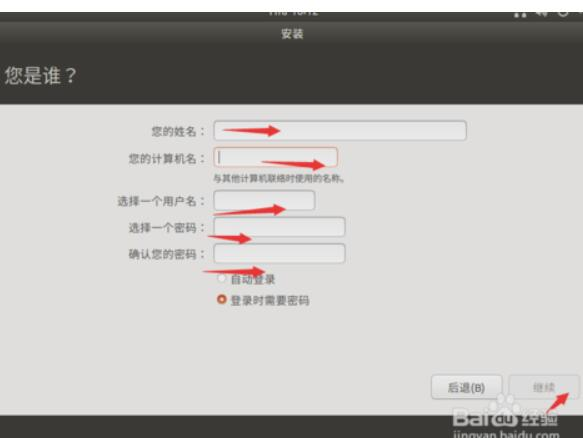 安装
您是谁？
您的姓名：
您的计算机名：
与其他计算机联络时使用的名称。
选择一个用户名：
选择一个密码：
确认您的密码：
自动登录
登录时需要密码
后退(B)
继续
Baidu 经验
jingyan.baidu.com